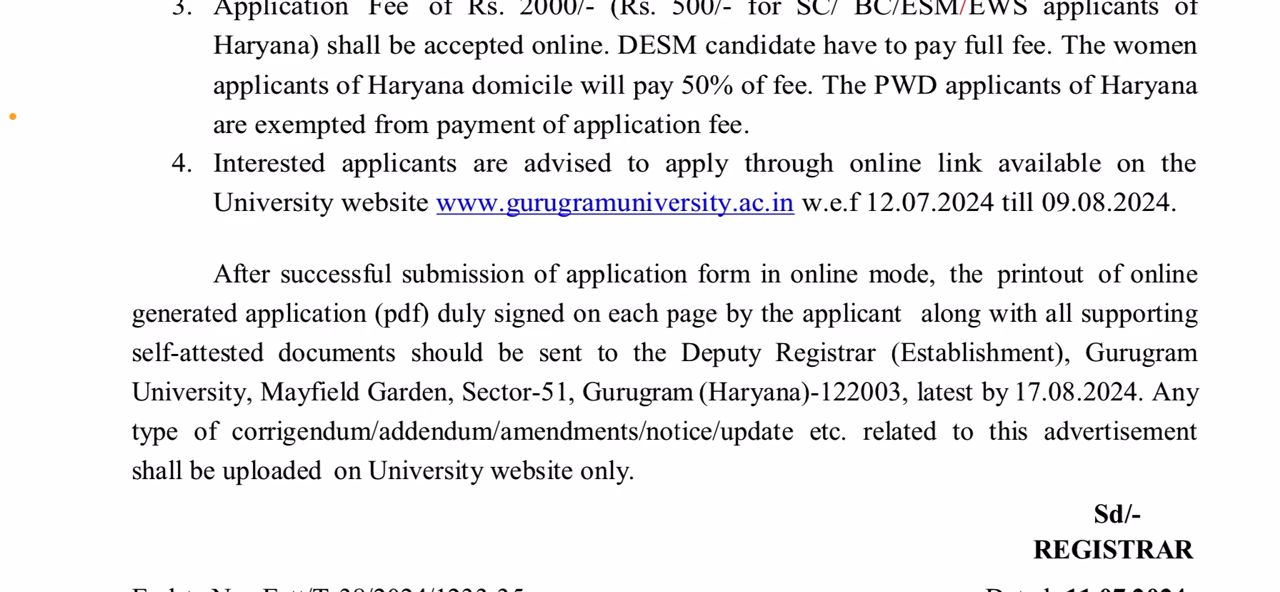 3. Application Fee of Rs. 2000/- (Rs. 500/- for SC/ BC/ESM/EWS applicants of
Haryana) shall be accepted online. DESM candidate have to pay full fee. The women
applicants of Haryana domicile will pay 50% of fee. The PWD applicants of Haryana
are exempted from payment of application fee.
4. Interested applicants are advised to apply through online link available on the
University website www.gurugramuniversity.ac.in w.e.f 12.07.2024 till 09.08.2024.
After successful submission of application form in online mode, the printout of online
generated application (pdf) duly signed on each page by the applicant along with all supporting
self-attested documents should be sent to the Deputy Registrar (Establishment), Gurugram
University, Mayfield Garden, Sector-51, Gurugram (Haryana)-122003, latest by 17.08.2024. Any
type of corrigendum/addendum/amendments/notice/update etc. related to this advertisement
shall be uploaded on University website only.
Sd/-
REGISTRAR